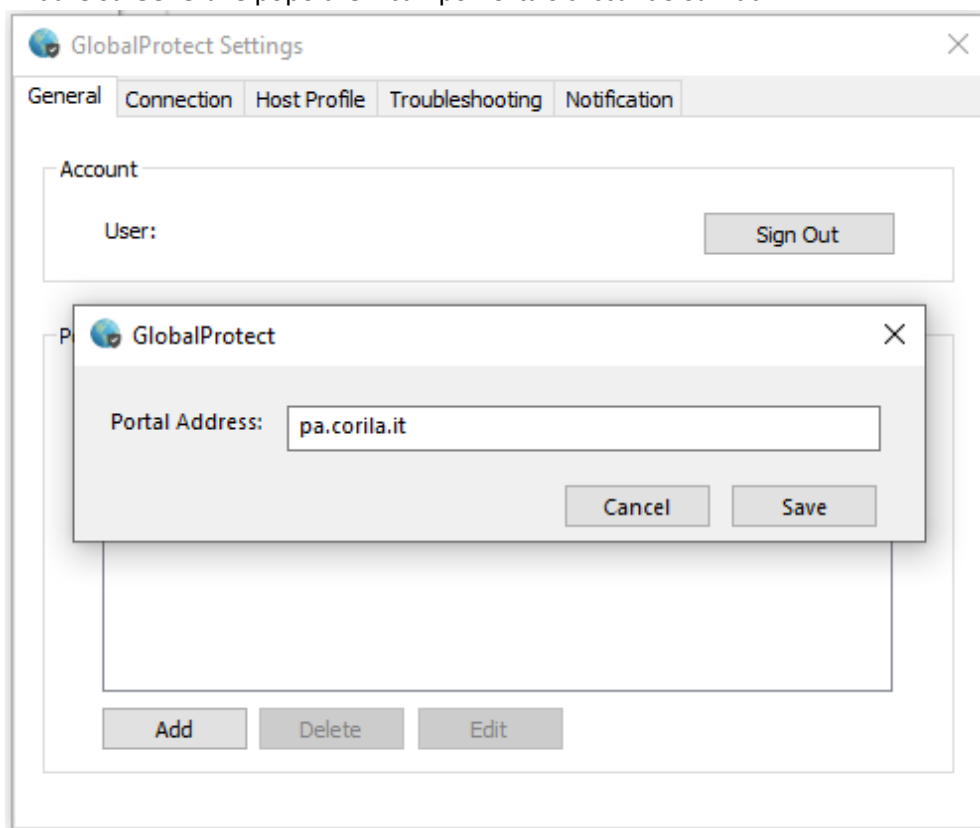 GlobalProtect Settings
General Connection Host Profile Troubleshooting Notification
Account
User:
Sign Out
GlobalProtect
Portal Address: pa.corila.it
Cancel Save
Add Delete Edit